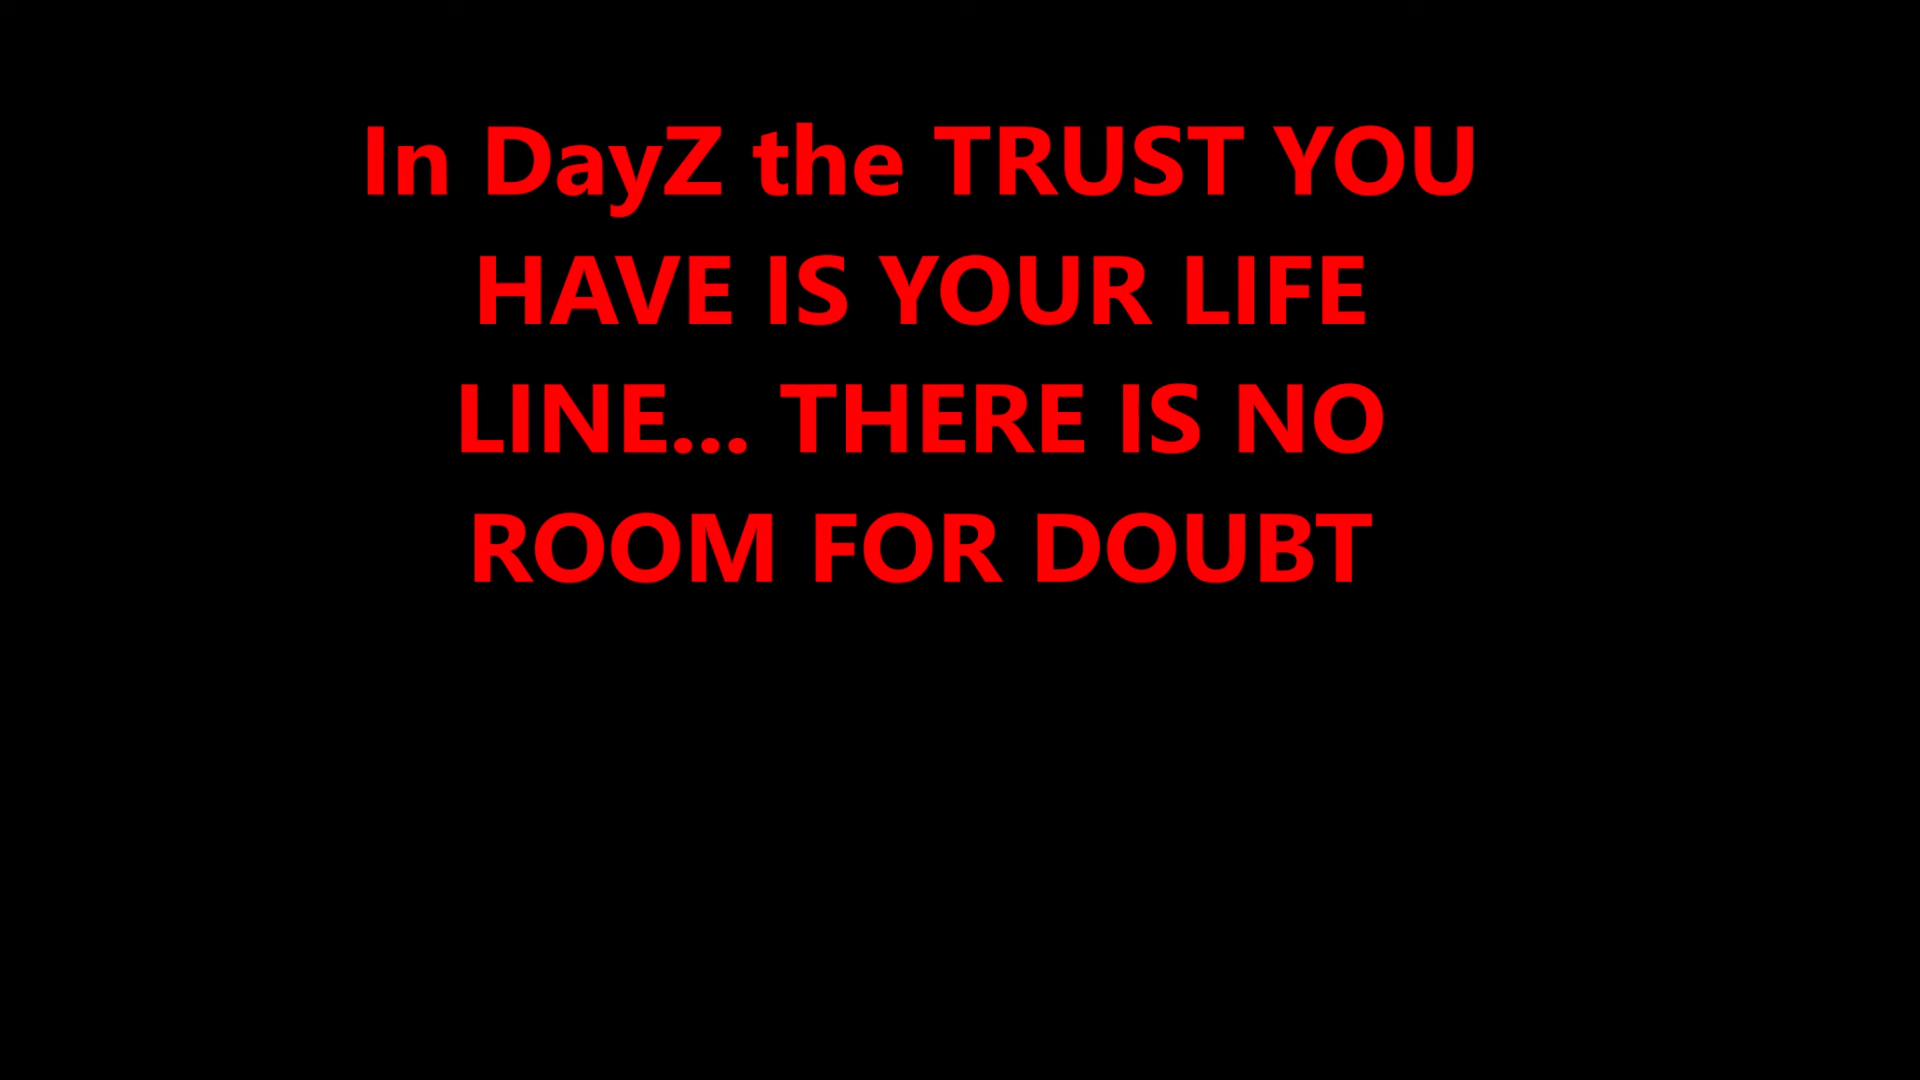 In DayZ the TRUST YOU
HAVE IS YOUR LIFE
LINE... THERE IS NO
ROOM FOR DOUBT